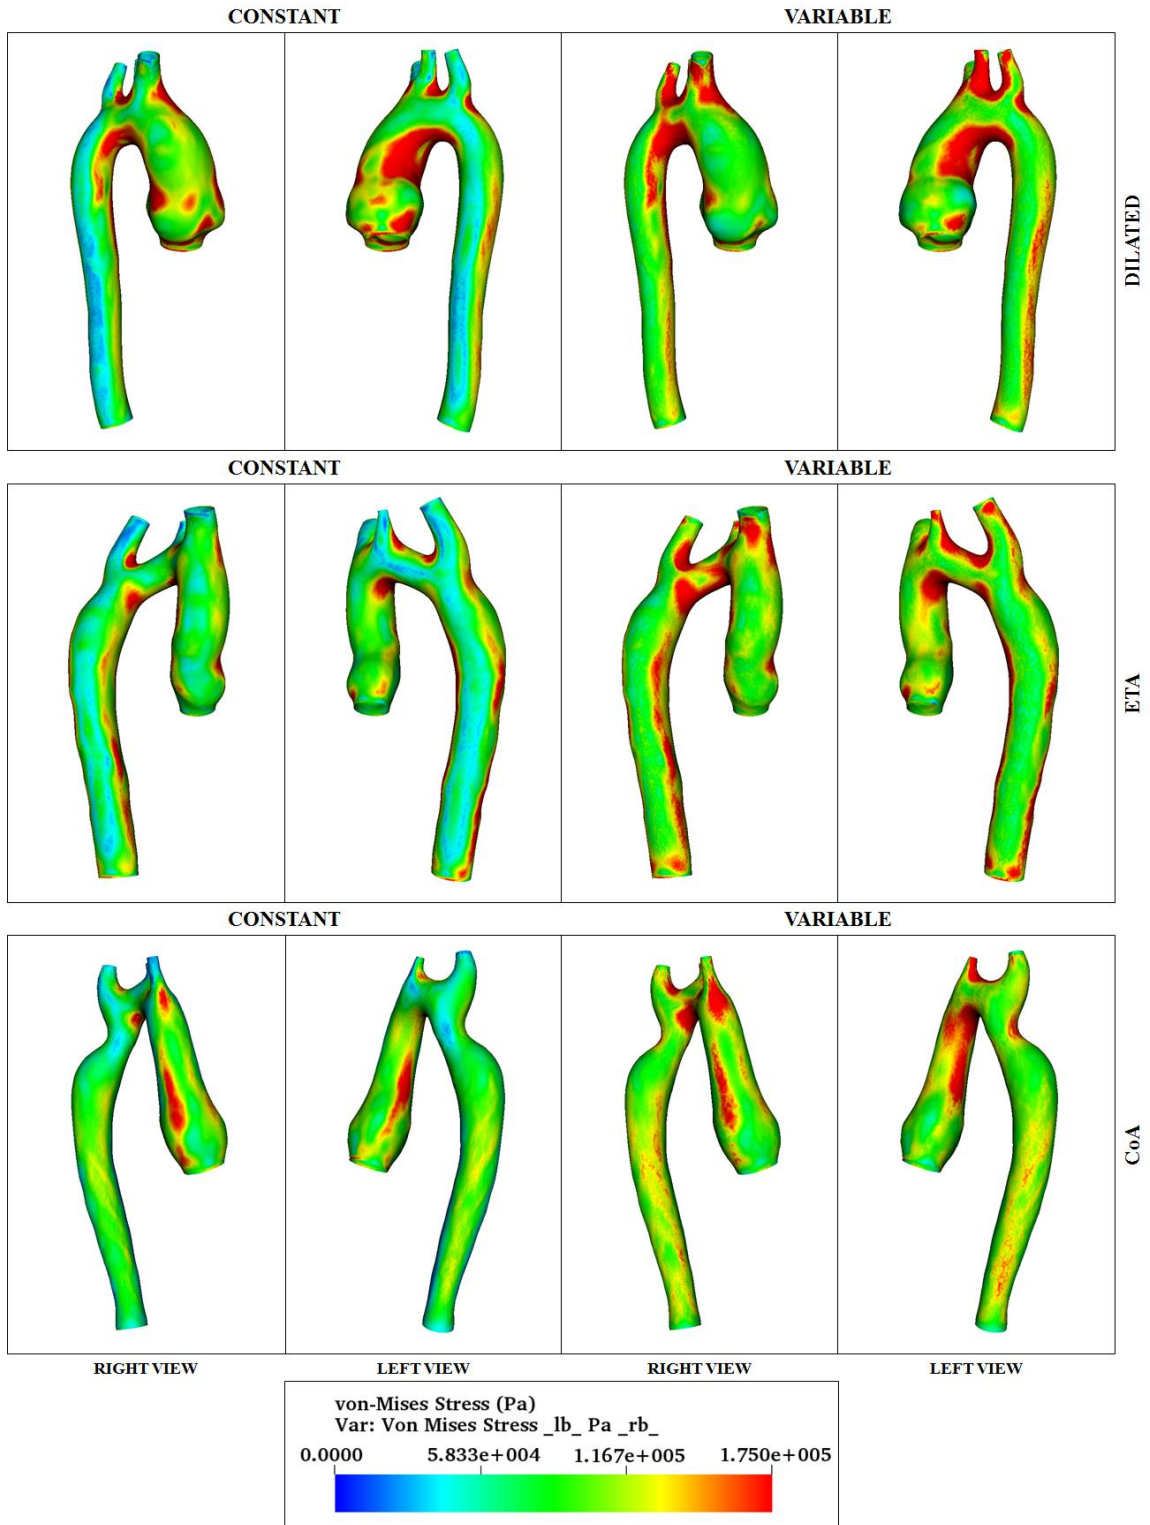 CONSTANT VARIABLE
DILATED
CONSTANT VARIABLE
ETA
CONSTANT VARIABLE
CoA
RIGHT VIEW LEFT VIEW RIGHT VIEW LEFT VIEW
von-Mises Stress (Pa)
Var: Von Mises Stress _lb_ Pa _rb_
0.0000 5.833e+004 1.167e+005 1.750e+005